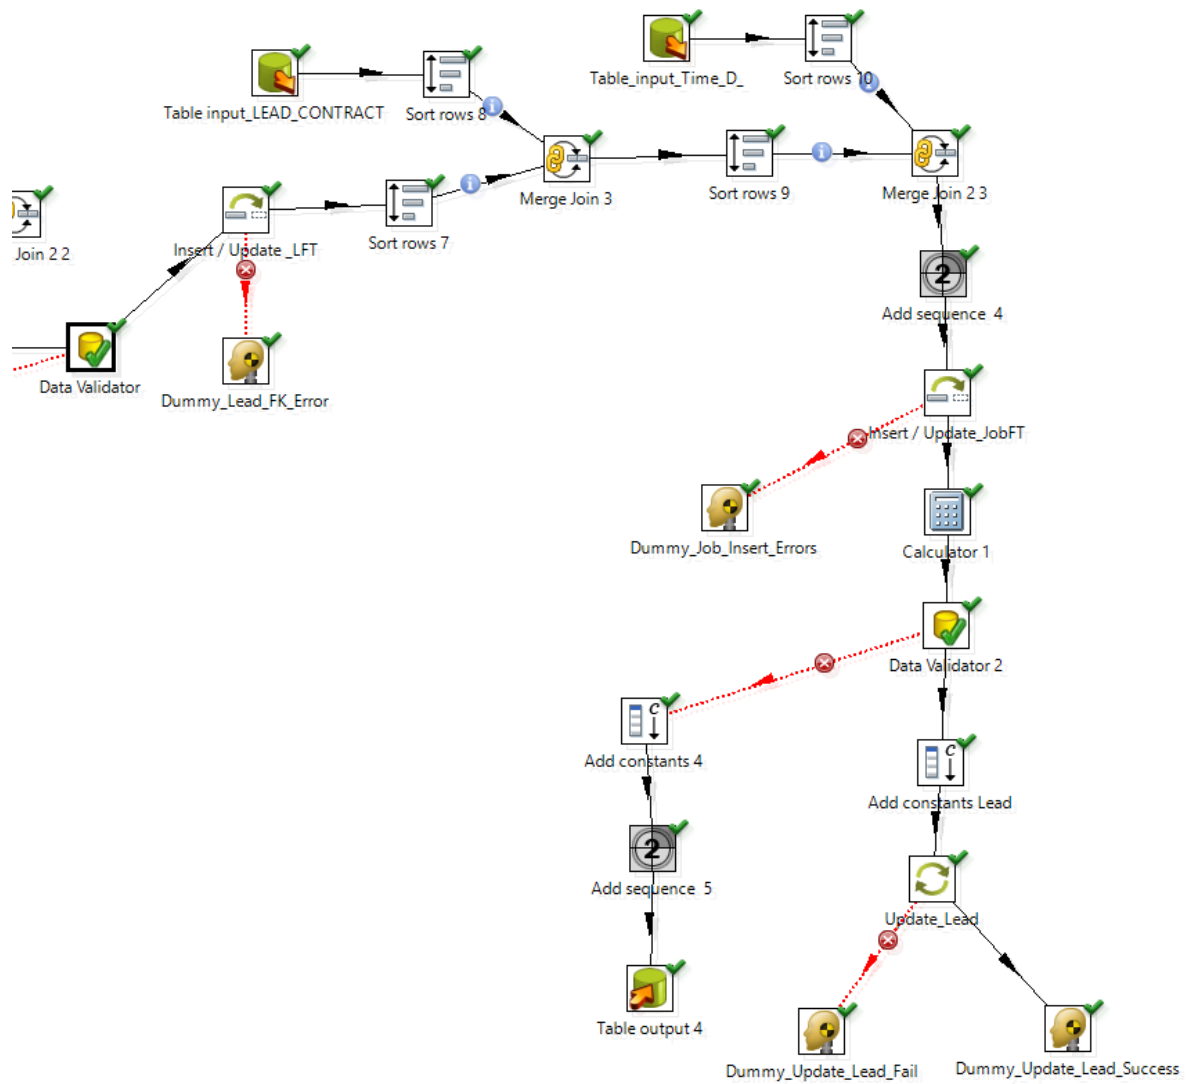 Table_input_Time_D_
Sort rows 10
Table input_LEAD_CONTRACT
Sort rows 8
i
i
Merge Join 3
i
Sort rows 9
i
Merge Join 2 3
Join 2 2
Insert / Update _LFT
Sort rows 7
2
Add sequence 4
Data Validator
Dummy_Lead_FK_Error
Insert / Update_JobFT
Dummy_Job_Insert_Errors
Calculator 1
Data Validator 2
c
Add constants 4
c
Add constants Lead
2
Add sequence 5
Update_Lead
Table output 4
Dummy_Update_Lead_Fail
Dummy_Update_Lead_Success